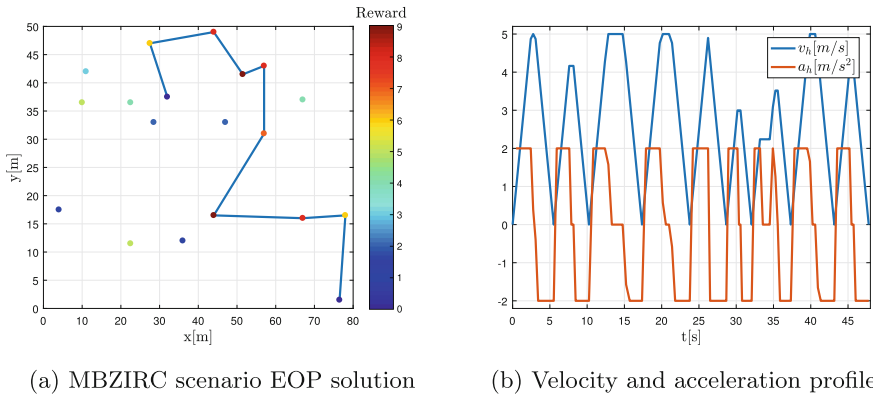 Reward
50
45
40
35
30
25
20
15
10
5
0
y[m]
0 10 20 30 40 50 60 70 80
x[m]
9
8
7
6
5
4
3
2
1
0
5
4
3
2
1
0
-1
-2
v_h[m/s]
a_h[m/s²]
0 5 10 15 20 25 30 35 40 45
t[s]
(a) MBZIRC scenario EOP solution
(b) Velocity and acceleration profile